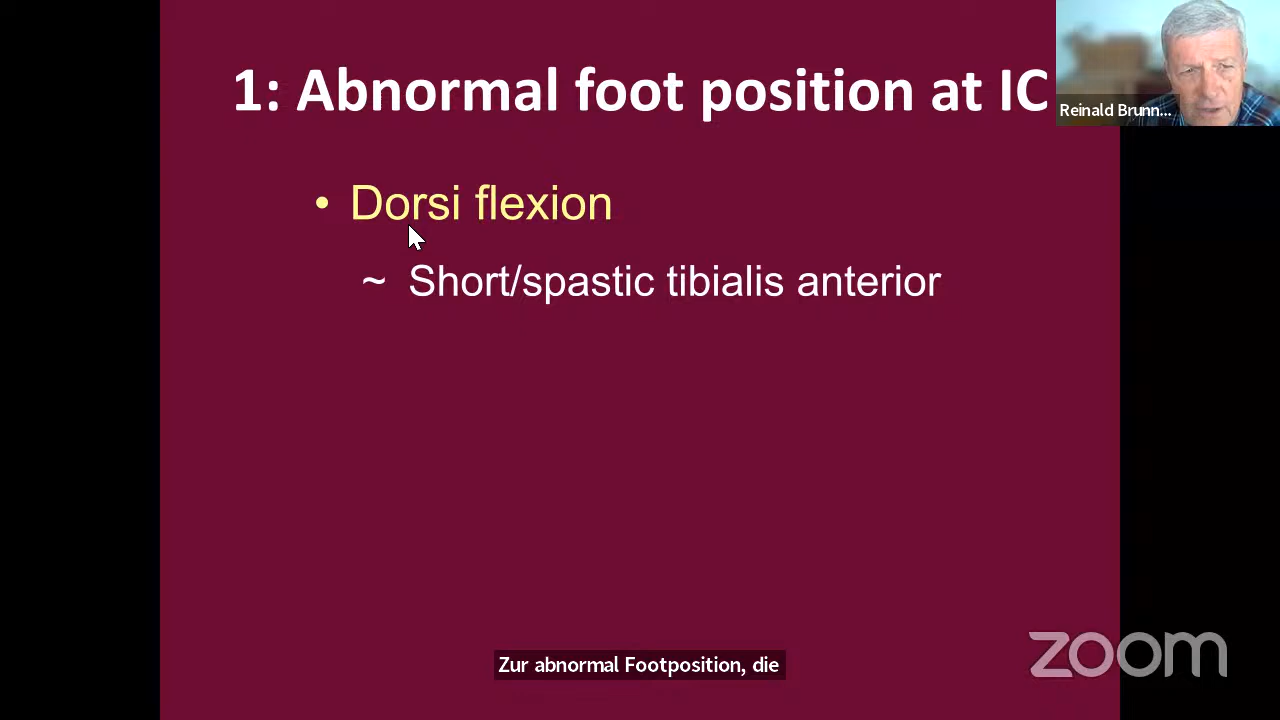 1: Abnormal foot position at IC
Reinald Brunn...
• Dorsi flexion
~ Short/spastic tibialis anterior
Zur abnormal Footposition, die
zoom